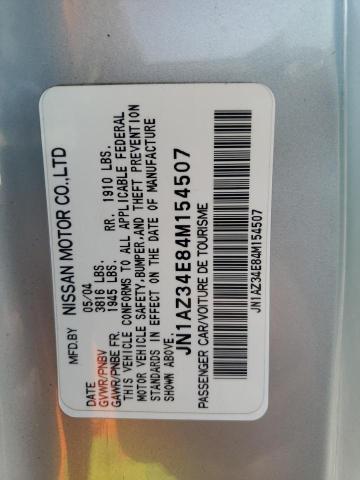 MFD.BY NISSAN MOTOR CO.,LTD
DATE 05/04
GVWR/PNBV 3816 LBS.
GAWR/PNBE FR. 1945 LBS. RR. 1910 LBS.
THIS VEHICLE CONFORMS TO ALL APPLICABLE FEDERAL
MOTOR VEHICLE SAFETY,BUMPER,AND THEFT PREVENTION
STANDARDS IN EFFECT ON THE DATE OF MANUFACTURE
SHOWN ABOVE.
JN1AZ34E84M154507
PASSENGER CAR/VOITURE DE TOURISME
JN1AZ34E84M154507